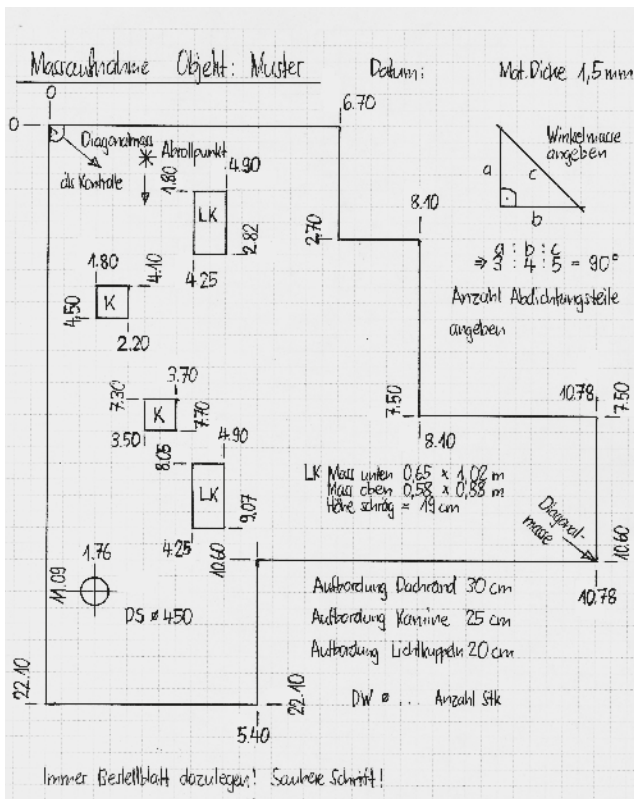 Massaufnahme Objekt: Muster Datum: Mat. Dicke 1,5 mm
0
0
6.70
Diagonalmass
als Kontrolle
Abrollpunkt
1.80
4.90
LK
2.82
4.25
2.70
8.10
a
c
b
Winkelmasse
angeben
a : b : c
⇒ 3 : 4 : 5 = 90°
Anzahl Abdichtungsteile
angeben
1.80
4.10
K
4,50
2.20
3.70
7.30
K
7.70
3.50
8.05
4.90
LK
9.07
4.25
7.50
8.10
10.78
7.50
LK Mass unten 0,65 x 1,02 m
Mass oben 0,58 x 0,88 m
Höhe schräg = 19 cm
Diagonal-
masse
10.60
10.60
10.78
1.76
11.09
DS ø 450
Aufbordung Dachrand 30 cm
Aufbordung Kamine 25 cm
Aufbordung Lichtkuppeln 20 cm
DW ø ... Anzahl Stk
22.10
22.10
5.40
Immer Bestellblatt dazulegen! Saubere Schrift!